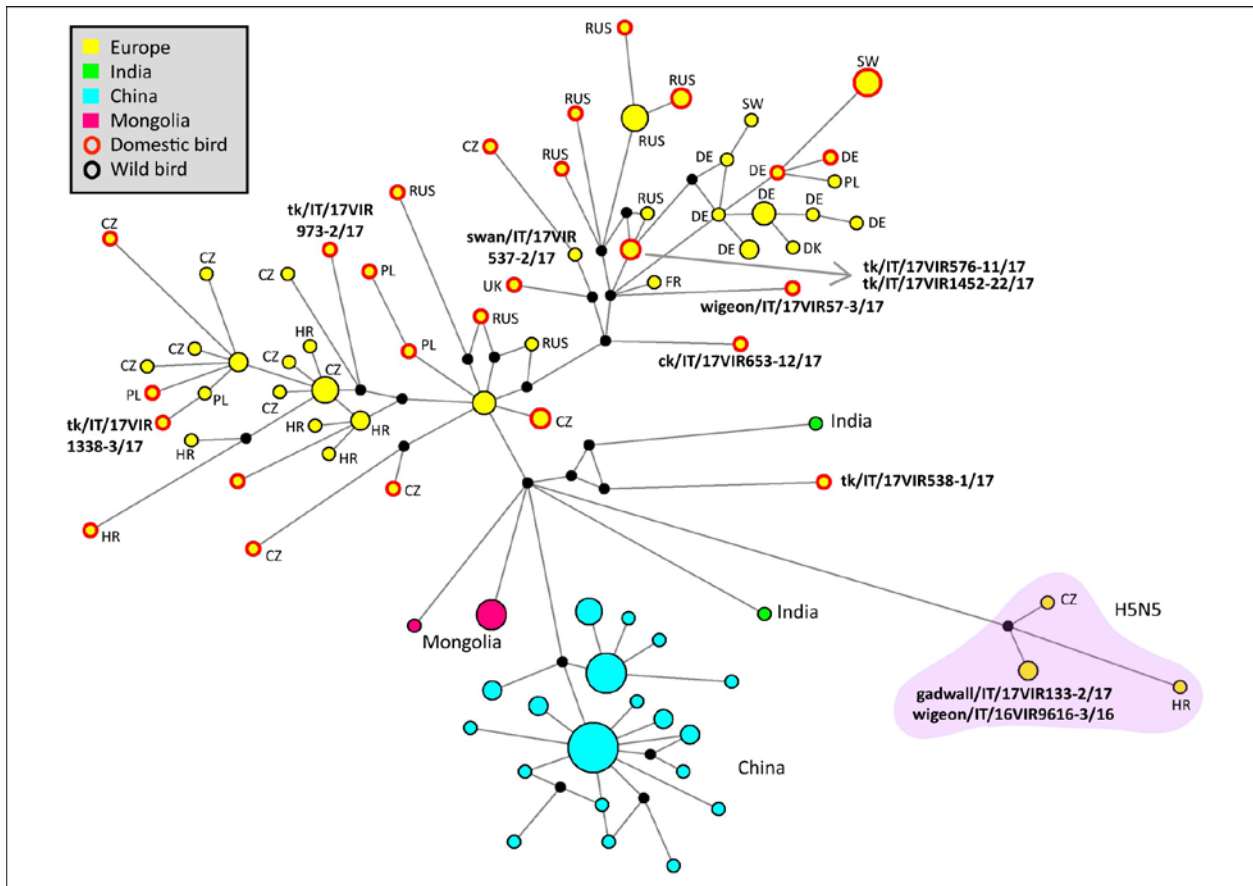 Europe
India
China
Mongolia
Domestic bird
Wild bird
RUS
SW
RUS
RUS
SW
RUS
CZ
RUS
DE
DE
DE
PL
RUS
DE
DE
DE
DE
DE
DK
RUS
tk/IT/17VIR
973-2/17
CZ
swan/IT/17VIR
537-2/17
tk/IT/17VIR576-11/17
tk/IT/17VIR1452-22/17
CZ
CZ
PL
UK
FR
wigeon/IT/17VIR57-3/17
RUS
RUS
ck/IT/17VIR653-12/17
HR
CZ
CZ
CZ
CZ
PL
PL
PL
CZ
tk/IT/17VIR
1338-3/17
HR
HR
HR
HR
CZ
India
tk/IT/17VIR538-1/17
CZ
HR
CZ
Mongolia
India
CZ
H5N5
gadwall/IT/17VIR133-2/17
wigeon/IT/16VIR9616-3/16
HR
China